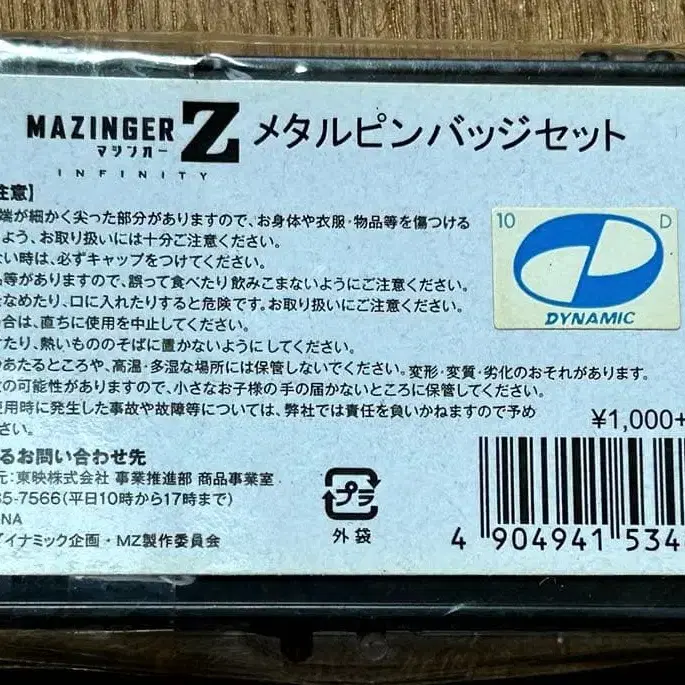 MAZINGER Z メタルピンバッジセット
マジンガー
INFINITY
注意】
端が細かく尖った部分がありますので、お身体や衣服・物品等を傷つける
よう、お取り扱いには十分ご注意ください。
ない時は、必ずキャップをつけてください。
品等がありますので、誤って食べたり飲みこまないようにご注意ください。
なめたり、口に入れたりすると危険です。お取り扱いにご注意ください。
合は、直ちに使用を中止してください。
たり、熱いもののそばに置かないようにしてください。
あたるところや、高温・多湿な場所には保管しないでください。変形・変質・劣化のおそれがあります。
の可能性がありますので、小さなお子様の手の届かないところに保管してください。
使用時に発生した事故や故障等については、弊社では責任を負いかねますので予め
さい。
10 D
DYNAMIC
¥1,000+
るお問い合わせ先
元：東映株式会社 事業推進部 商品事業室
35-7566（平日10時から17時まで）
NA
イナミック企画・MZ製作委員会
プラ
外袋
4 904941 534